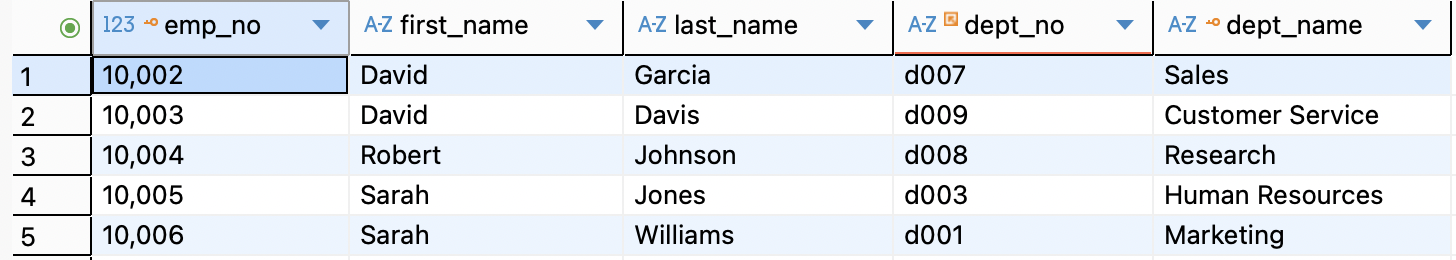 123 emp_no A-Z first_name A-Z last_name A-Z dept_no A-Z dept_name
1 10,002 David Garcia d007 Sales
2 10,003 David Davis d009 Customer Service
3 10,004 Robert Johnson d008 Research
4 10,005 Sarah Jones d003 Human Resources
5 10,006 Sarah Williams d001 Marketing